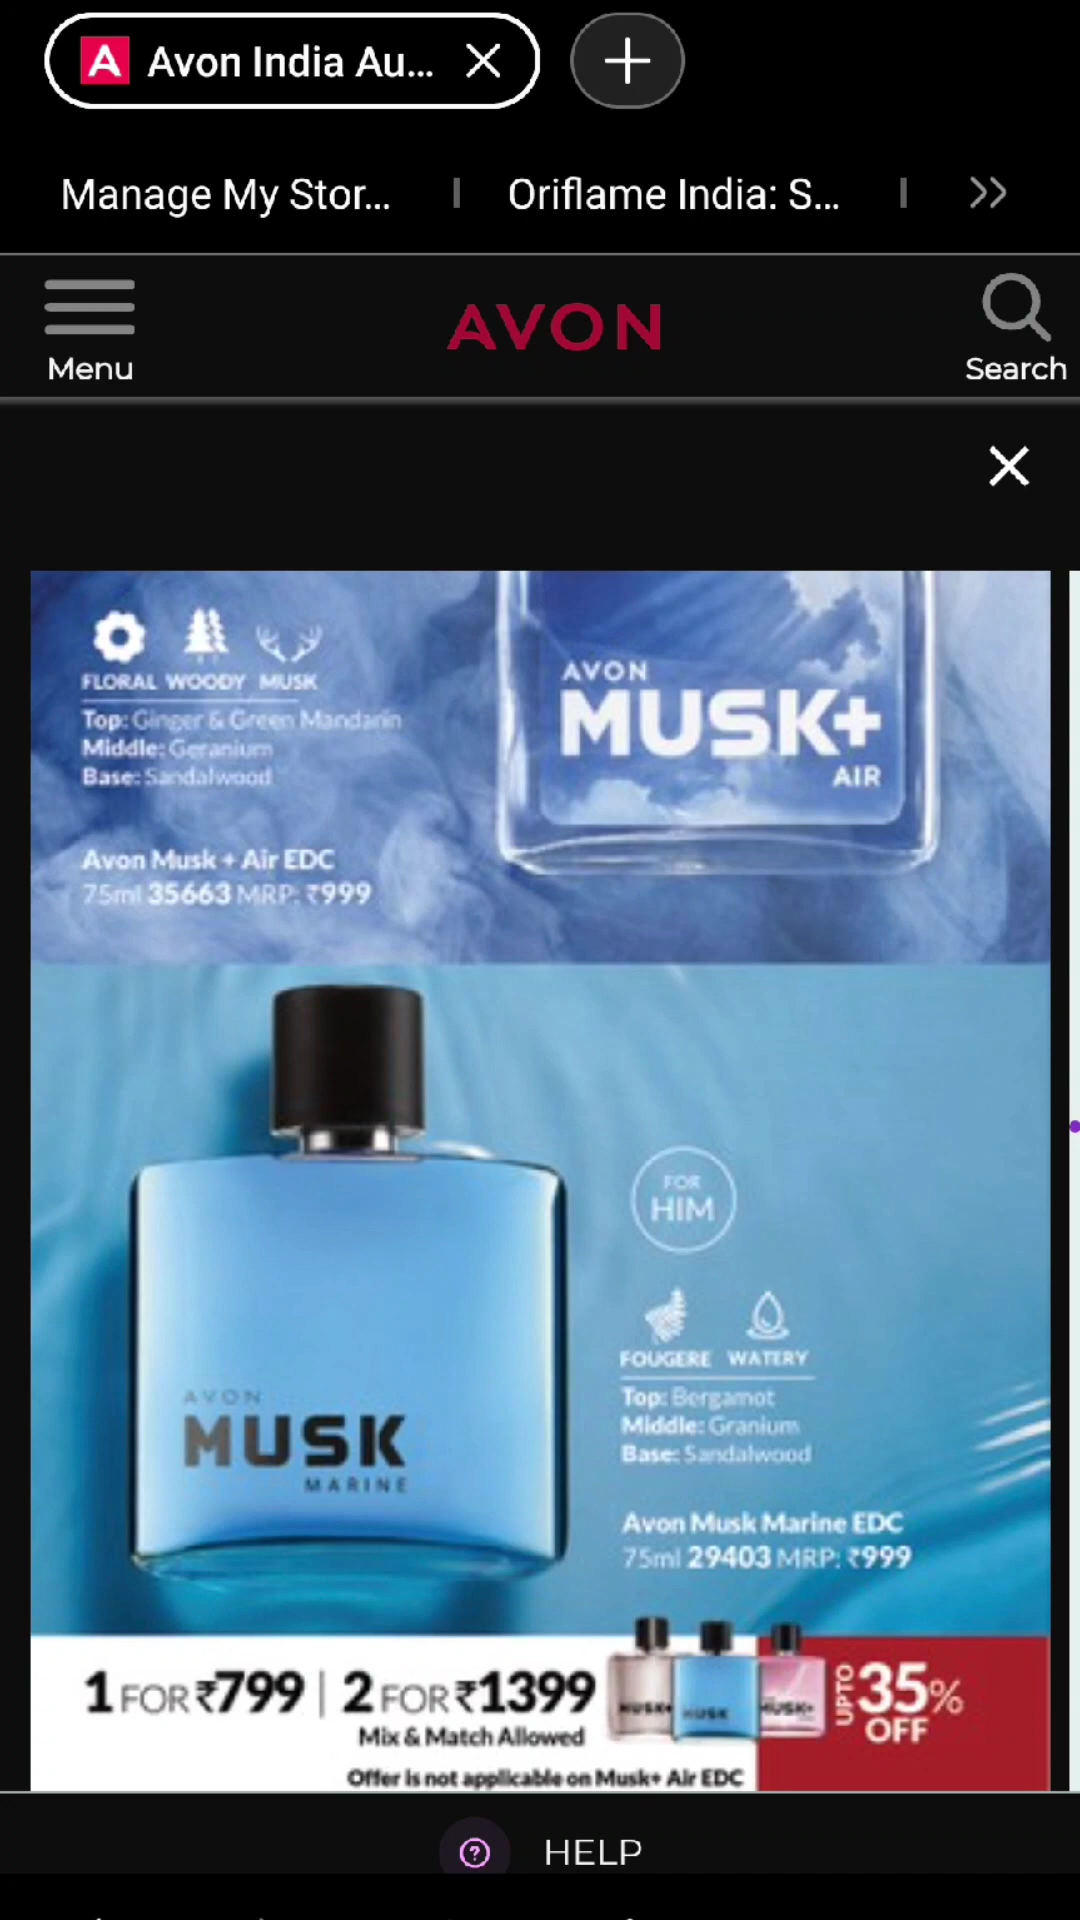 Avon India Au...
Manage My Stor... | Oriflame India: S... |
AVON
Menu
Search
FLORAL WOODY MUSK
Top: Ginger & Green Mandarin
Middle: Geranium
Base: Sandalwood
Avon Musk + Air EDC
75ml 35663 MRP: ₹999
AVON
MUSK+
AIR
FOR
HIM
FOUGERE WATERY
Top: Bergamot
Middle: Granium
Base: Sandalwood
Avon Musk Marine EDC
75ml 29403 MRP: ₹999
AVON
MUSK
MARINE
1 FOR ₹799 | 2 FOR ₹1399
Mix & Match Allowed
Offer is not applicable on Musk+ Air EDC
MUSK+ MUSK MUSK+
UPTO 35% OFF
HELP